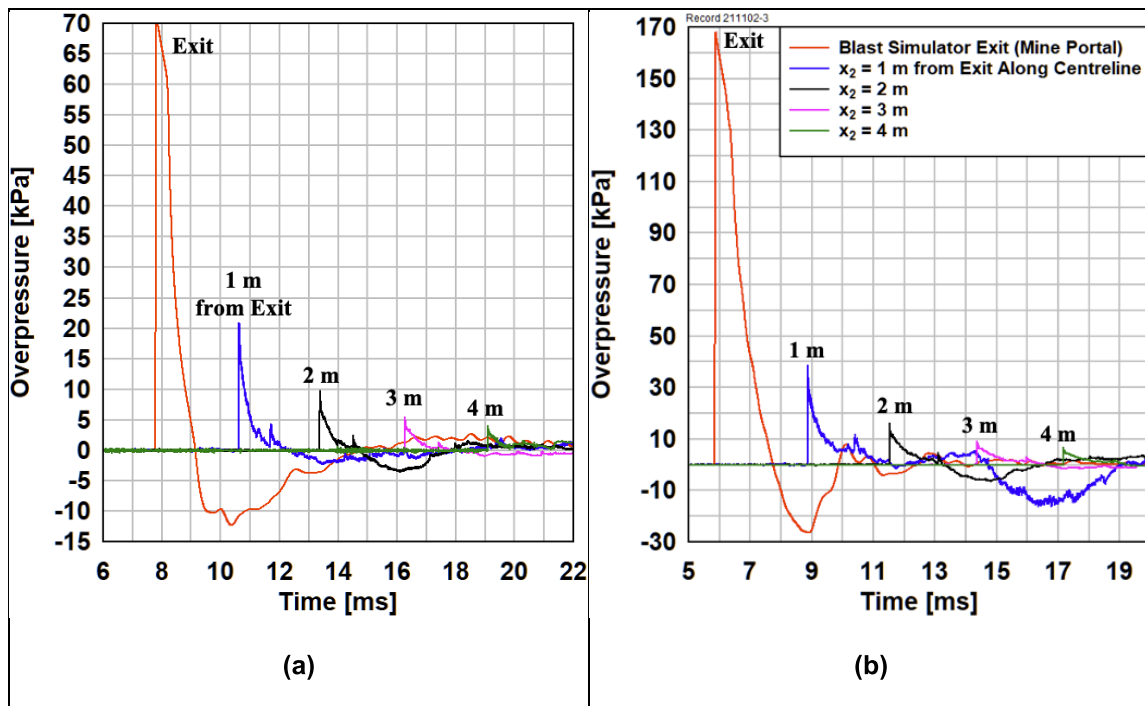 70
65
60
55
50
45
40
35
30
25
20
15
10
5
0
-5
-10
-15
Overpressure [kPa]
Exit
1 m
from Exit
2 m
3 m
4 m
6 8 10 12 14 16 18 20 22
Time [ms]
(a)
Record 211102-3
170
150
130
110
90
70
50
30
10
-10
-30
Overpressure [kPa]
Exit
Blast Simulator Exit (Mine Portal)
x₂ = 1 m from Exit Along Centreline
x₂ = 2 m
x₂ = 3 m
x₂ = 4 m
1 m
2 m
3 m
4 m
5 7 9 11 13 15 17 19
Time [ms]
(b)